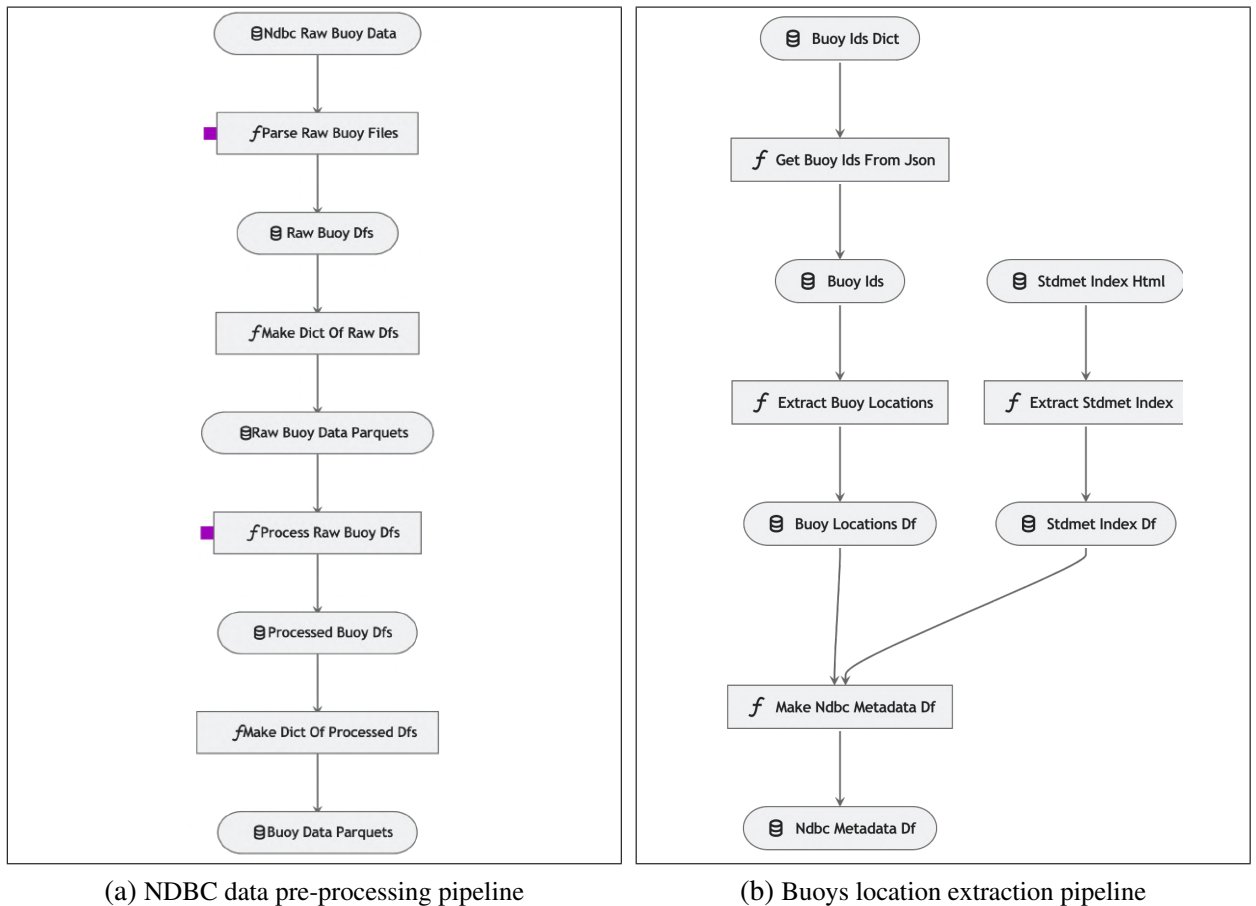 Ndbc Raw Buoy Data
ƒ Parse Raw Buoy Files
Raw Buoy Dfs
ƒ Make Dict Of Raw Dfs
Raw Buoy Data Parquets
ƒ Process Raw Buoy Dfs
Processed Buoy Dfs
ƒ Make Dict Of Processed Dfs
Buoy Data Parquets
(a) NDBC data pre-processing pipeline
Buoy Ids Dict
ƒ Get Buoy Ids From Json
Buoy Ids
Stdmet Index Html
ƒ Extract Buoy Locations
ƒ Extract Stdmet Index
Buoy Locations Df
Stdmet Index Df
ƒ Make Ndbc Metadata Df
Ndbc Metadata Df
(b) Buoys location extraction pipeline